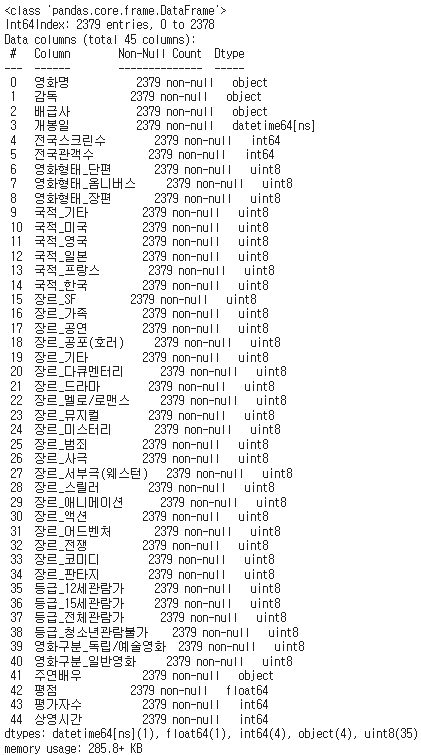 <class 'pandas.core.frame.DataFrame'>
Int64Index: 2379 entries, 0 to 2378
Data columns (total 45 columns):
 #   Column        Non-Null Count  Dtype
---  ------        --------------  -----
 0   영화명            2379 non-null   object
 1   감독             2379 non-null   object
 2   배급사            2379 non-null   object
 3   개봉일            2379 non-null   datetime64[ns]
 4   전국스크린수         2379 non-null   int64
 5   전국관객수          2379 non-null   int64
 6   영화형태_단편        2379 non-null   uint8
 7   영화형태_옴니버스      2379 non-null   uint8
 8   영화형태_장편        2379 non-null   uint8
 9   국적_기타          2379 non-null   uint8
 10  국적_미국          2379 non-null   uint8
 11  국적_영국          2379 non-null   uint8
 12  국적_일본          2379 non-null   uint8
 13  국적_프랑스         2379 non-null   uint8
 14  국적_한국          2379 non-null   uint8
 15  장르_SF          2379 non-null   uint8
 16  장르_가족          2379 non-null   uint8
 17  장르_공연          2379 non-null   uint8
 18  장르_공포(호러)      2379 non-null   uint8
 19  장르_기타          2379 non-null   uint8
 20  장르_다큐멘터리       2379 non-null   uint8
 21  장르_드라마         2379 non-null   uint8
 22  장르_멜로/로맨스      2379 non-null   uint8
 23  장르_뮤지컬         2379 non-null   uint8
 24  장르_미스터리        2379 non-null   uint8
 25  장르_범죄          2379 non-null   uint8
 26  장르_사극          2379 non-null   uint8
 27  장르_서부극(웨스턴)    2379 non-null   uint8
 28  장르_스릴러         2379 non-null   uint8
 29  장르_애니메이션       2379 non-null   uint8
 30  장르_액션          2379 non-null   uint8
 31  장르_어드벤처        2379 non-null   uint8
 32  장르_전쟁          2379 non-null   uint8
 33  장르_코미디         2379 non-null   uint8
 34  장르_판타지         2379 non-null   uint8
 35  등급_12세관람가      2379 non-null   uint8
 36  등급_15세관람가      2379 non-null   uint8
 37  등급_전체관람가       2379 non-null   uint8
 38  등급_청소년관람불가     2379 non-null   uint8
 39  영화구분_독립/예술영화   2379 non-null   uint8
 40  영화구분_일반영화      2379 non-null   uint8
 41  주연배우           2379 non-null   object
 42  평점             2379 non-null   float64
 43  평가자수           2379 non-null   int64
 44  상영시간           2379 non-null   int64
dtypes: datetime64[ns](1), float64(1), int64(4), object(4), uint8(35)
memory usage: 285.8+ KB